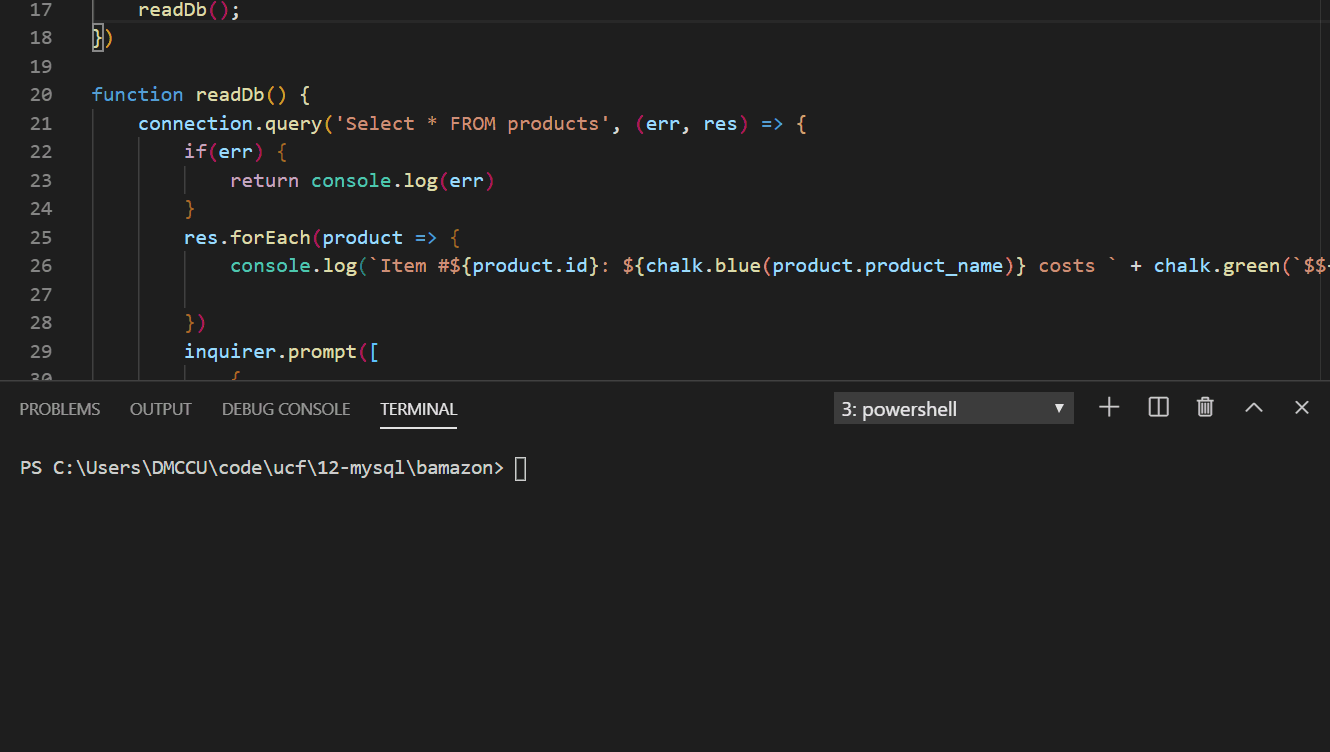 17 readDb();
18 })
19
20 function readDb() {
21 connection.query('Select * FROM products', (err, res) => {
22 if(err) {
23 return console.log(err)
24 }
25 res.forEach(product => {
26 console.log(`Item #${product.id}: ${chalk.blue(product.product_name)} costs ` + chalk.green(`$$
27
28 })
29 inquirer.prompt([
30 {
PROBLEMS OUTPUT DEBUG CONSOLE TERMINAL 3: powershell
PS C:\Users\DMCCU\code\ucf\12-mysql\bamazon>